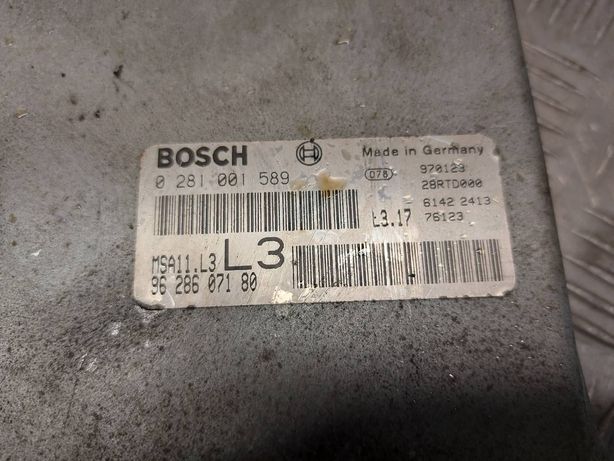 BOSCH
Made in Germany
0 281 001 589
078
970123
28RTD000
6142 2413
Ł3.17
76123
MSA11.L3
L3
96 286 071 80